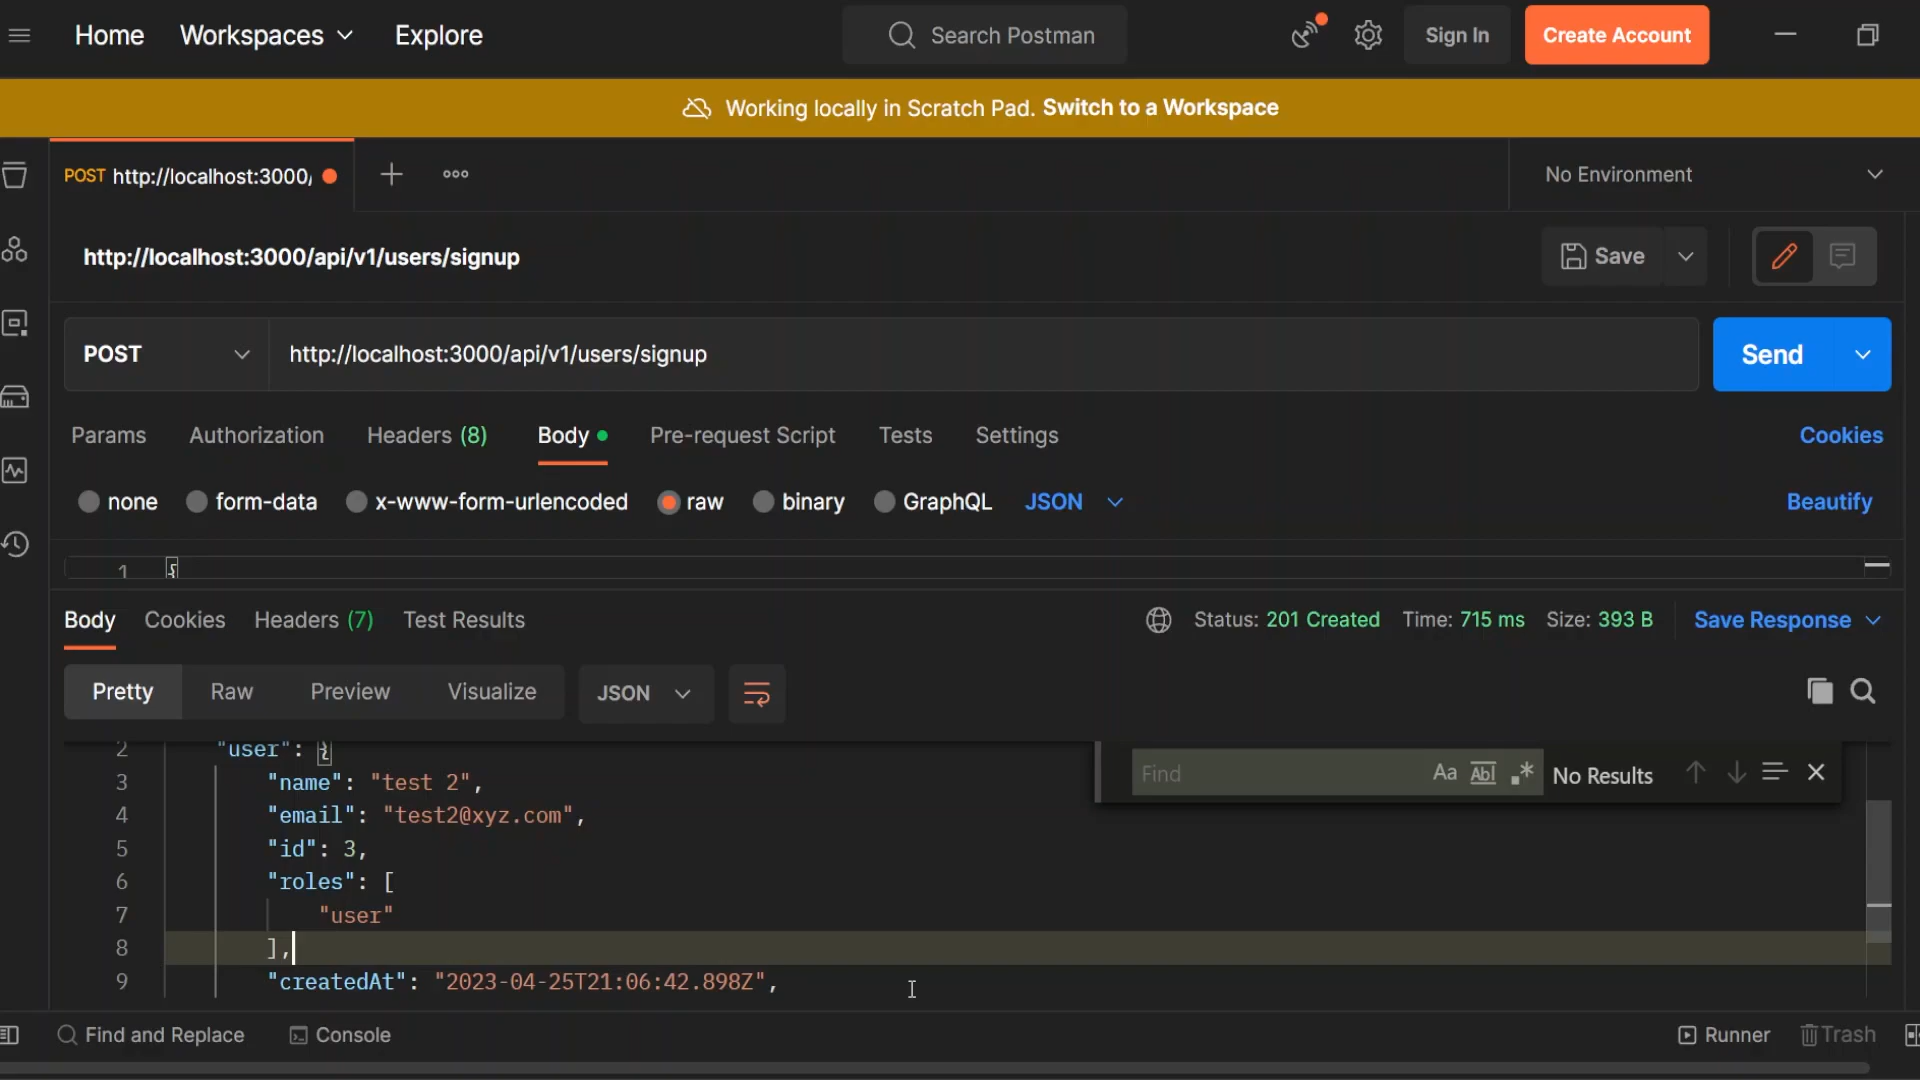 Home Workspaces Explore Search Postman Sign In Create Account
Working locally in Scratch Pad. Switch to a Workspace
POST http://localhost:3000/ No Environment
http://localhost:3000/api/v1/users/signup Save
POST http://localhost:3000/api/v1/users/signup Send
Params Authorization Headers (8) Body Pre-request Script Tests Settings Cookies
none form-data x-www-form-urlencoded raw binary GraphQL JSON Beautify
1 {
Body Cookies Headers (7) Test Results Status: 201 Created Time: 715 ms Size: 393 B Save Response
Pretty Raw Preview Visualize JSON
2 "user": {
Find Aa Abl .* No Results
3 "name": "test 2",
4 "email": "test2@xyz.com",
5 "id": 3,
6 "roles": [
7 "user"
8 ],
9 "createdAt": "2023-04-25T21:06:42.898Z",
Find and Replace Console Runner Trash